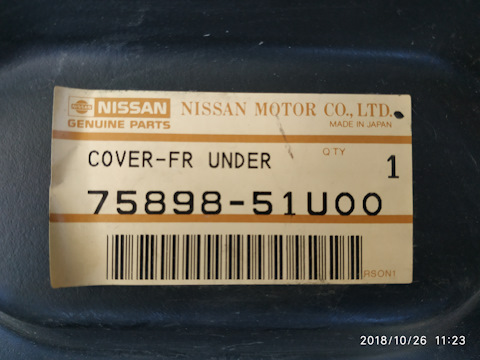 NISSAN NISSAN MOTOR CO., LTD.
GENUINE PARTS MADE IN JAPAN
COVER-FR UNDER QTY 1
75898-51U00
RSON1
2018/10/26 11:23